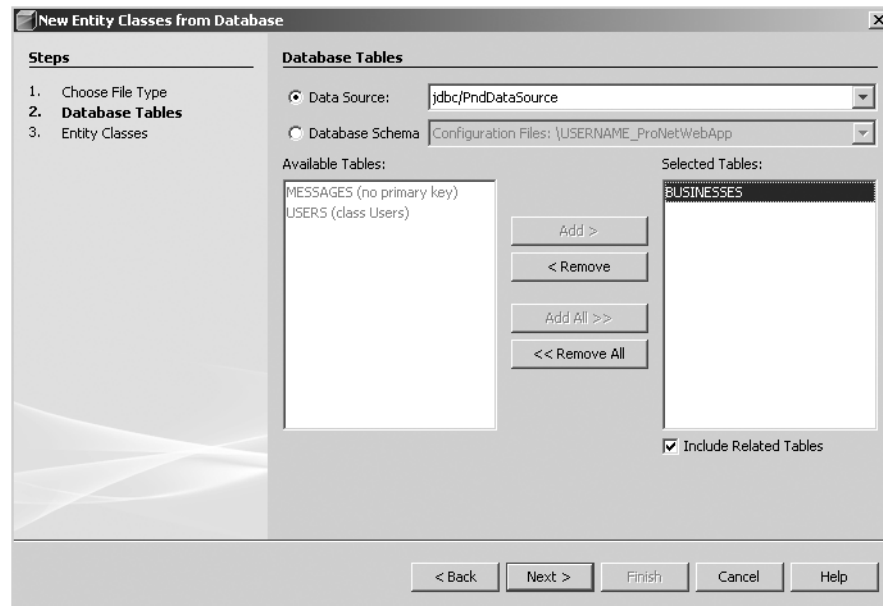 New Entity Classes from Database
Steps
1. Choose File Type
2. Database Tables
3. Entity Classes
Database Tables
Data Source: jdbc/PndDataSource
Database Schema Configuration Files: \USERNAME_ProNetWebApp
Available Tables:
MESSAGES (no primary key)
USERS (class Users)
Add >
< Remove
Add All >>
<< Remove All
Selected Tables:
BUSINESSES
Include Related Tables
< Back Next > Finish Cancel Help